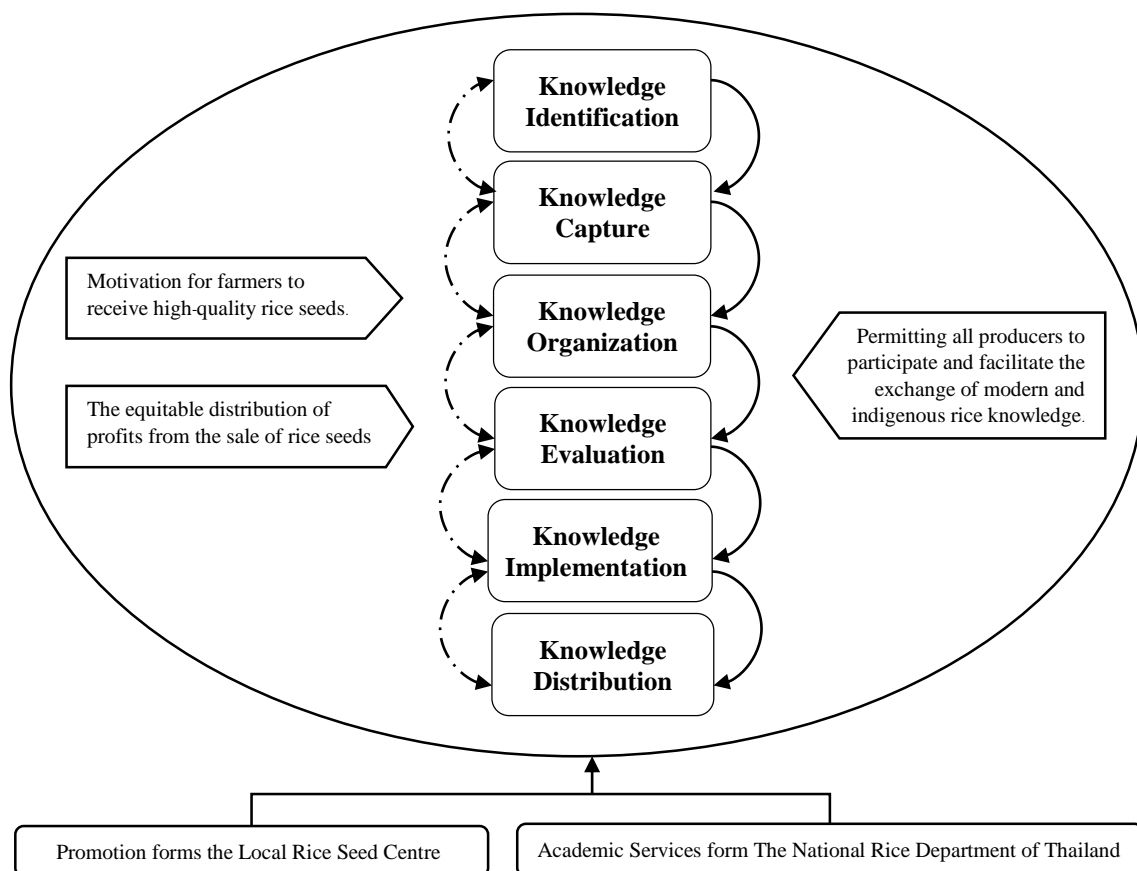 Knowledge
Identification
Knowledge
Capture
Motivation for farmers to
receive high-quality rice seeds.
Knowledge
Organization
Permitting all producers to
participate and facilitate the
exchange of modern and
indigenous rice knowledge.
The equitable distribution of
profits from the sale of rice seeds
Knowledge
Evaluation
Knowledge
Implementation
Knowledge
Distribution
Promotion forms the Local Rice Seed Centre
Academic Services form The National Rice Department of Thailand